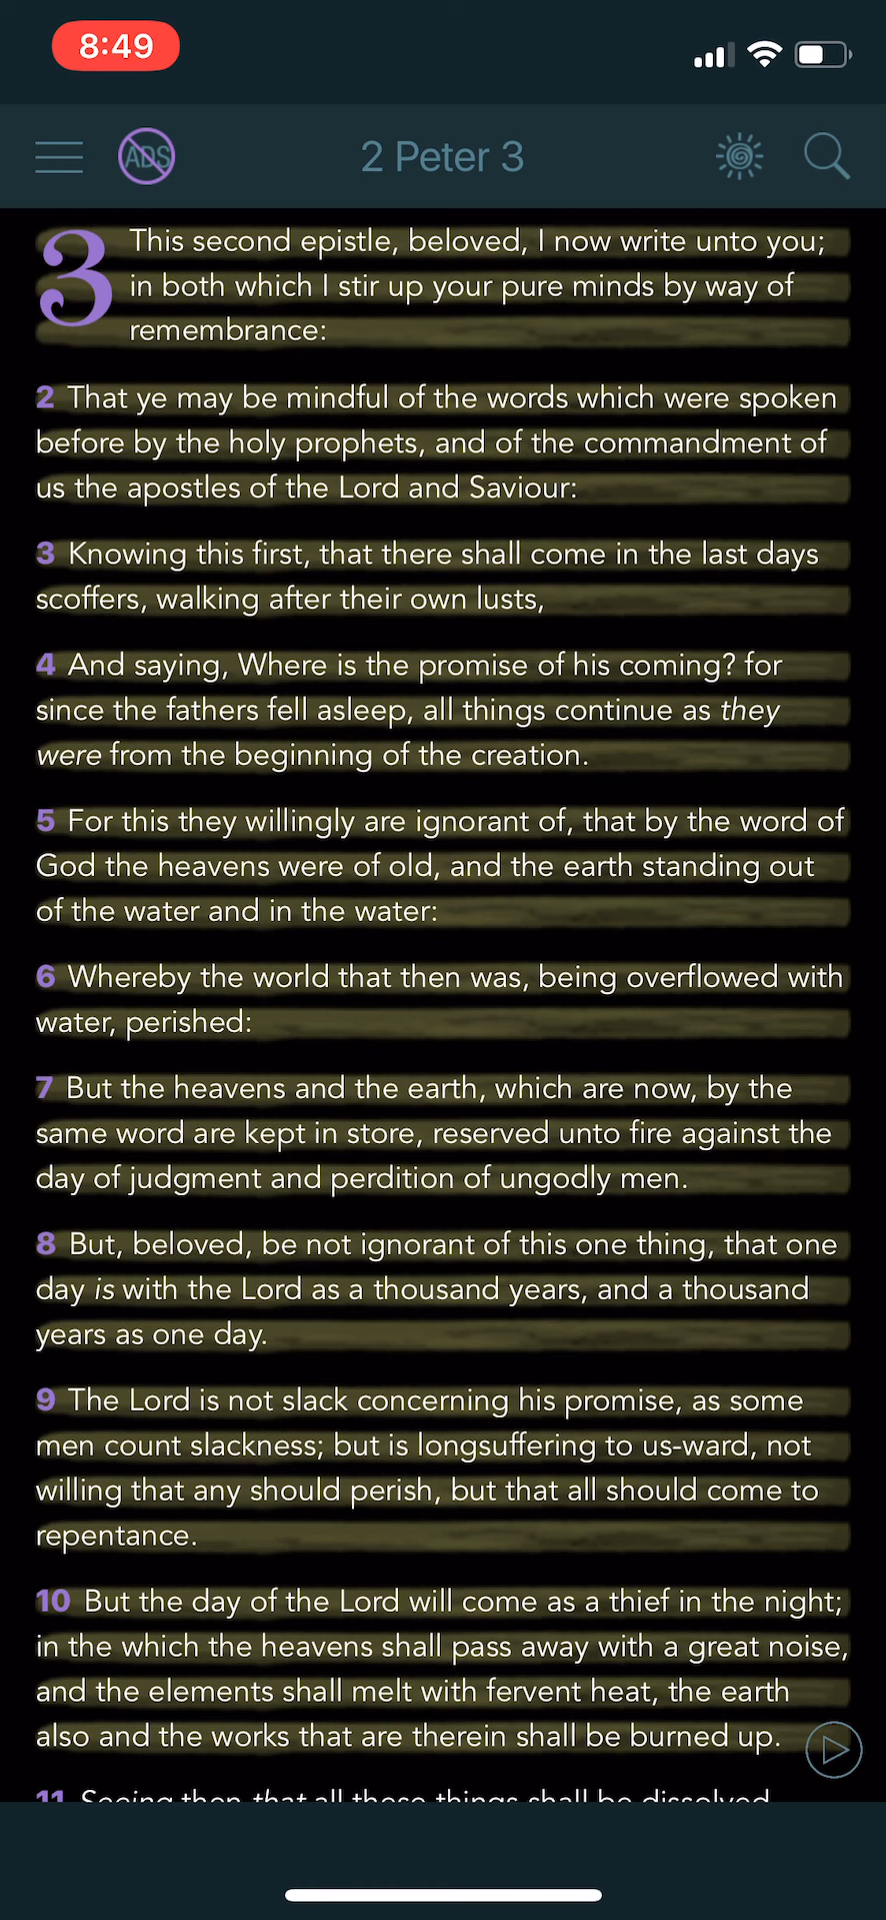 8:49
ADS
2 Peter 3
3 This second epistle, beloved, I now write unto you;
in both which I stir up your pure minds by way of
remembrance:
2 That ye may be mindful of the words which were spoken
before by the holy prophets, and of the commandment of
us the apostles of the Lord and Saviour:
3 Knowing this first, that there shall come in the last days
scoffers, walking after their own lusts,
4 And saying, Where is the promise of his coming? for
since the fathers fell asleep, all things continue as they
were from the beginning of the creation.
5 For this they willingly are ignorant of, that by the word of
God the heavens were of old, and the earth standing out
of the water and in the water:
6 Whereby the world that then was, being overflowed with
water, perished:
7 But the heavens and the earth, which are now, by the
same word are kept in store, reserved unto fire against the
day of judgment and perdition of ungodly men.
8 But, beloved, be not ignorant of this one thing, that one
day is with the Lord as a thousand years, and a thousand
years as one day.
9 The Lord is not slack concerning his promise, as some
men count slackness; but is longsuffering to us-ward, not
willing that any should perish, but that all should come to
repentance.
10 But the day of the Lord will come as a thief in the night;
in the which the heavens shall pass away with a great noise,
and the elements shall melt with fervent heat, the earth
also and the works that are therein shall be burned up.
11 Seeing then that all these things shall be dissolved